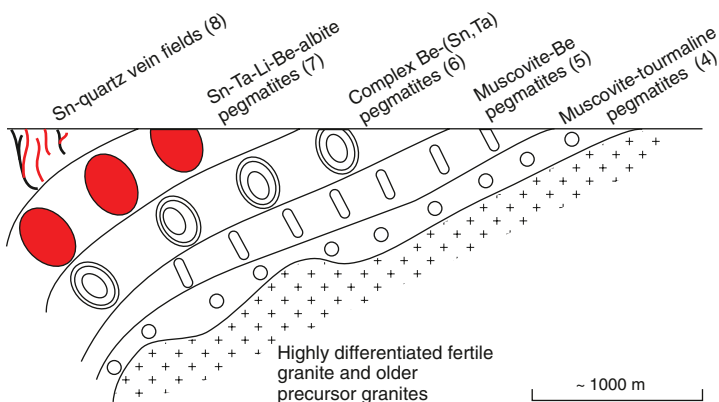 Sn-quartz vein fields (8)
Sn-Ta-Li-Be-albite
pegmatites (7)
Complex Be-(Sn,Ta)
pegmatites (6)
Muscovite-Be
pegmatites (5)
Muscovite-tourmaline
pegmatites (4)
Highly differentiated fertile
granite and older
precursor granites
~ 1000 m